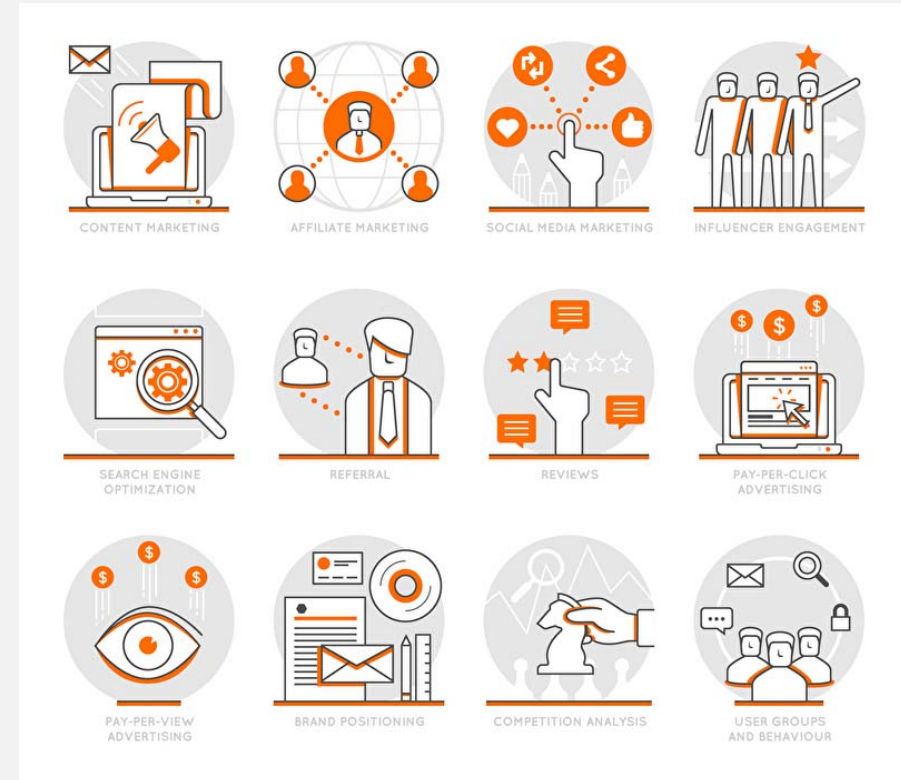 CONTENT MARKETING
AFFILIATE MARKETING
SOCIAL MEDIA MARKETING
INFLUENCER ENGAGEMENT
$
$
$
SEARCH ENGINE
OPTIMIZATION
REFERRAL
REVIEWS
PAY-PER-CLICK
ADVERTISING
$
$
$
PAY-PER-VIEW
ADVERTISING
BRAND POSITIONING
COMPETITION ANALYSIS
USER GROUPS
AND BEHAVIOUR